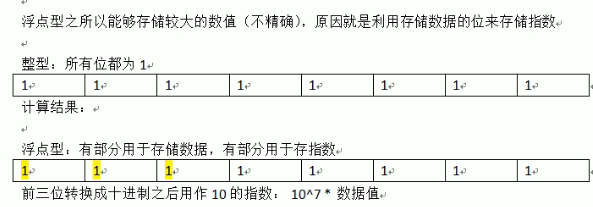 浮点型之所以能够存储较大的数值（不精确），原因就是利用存储数据的位来存储指数
整型：所有位都为 1
1 1 1 1 1 1 1 1
计算结果：
浮点型：有部分用于存储数据，有部分用于存指数
1 1 1 1 1 1 1 1
前三位转换成十进制之后用作 10 的指数： 10^7 * 数据值